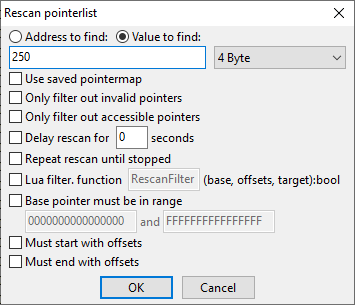 Rescan pointerlist
Address to find: Value to find:
250 4 Byte
Use saved pointermap
Only filter out invalid pointers
Only filter out accessible pointers
Delay rescan for 0 seconds
Repeat rescan until stopped
Lua filter. function RescanFilter (base, offsets, target):bool
Base pointer must be in range
0000000000000000 and FFFFFFFFFFFFFFFF
Must start with offsets
Must end with offsets
OK Cancel